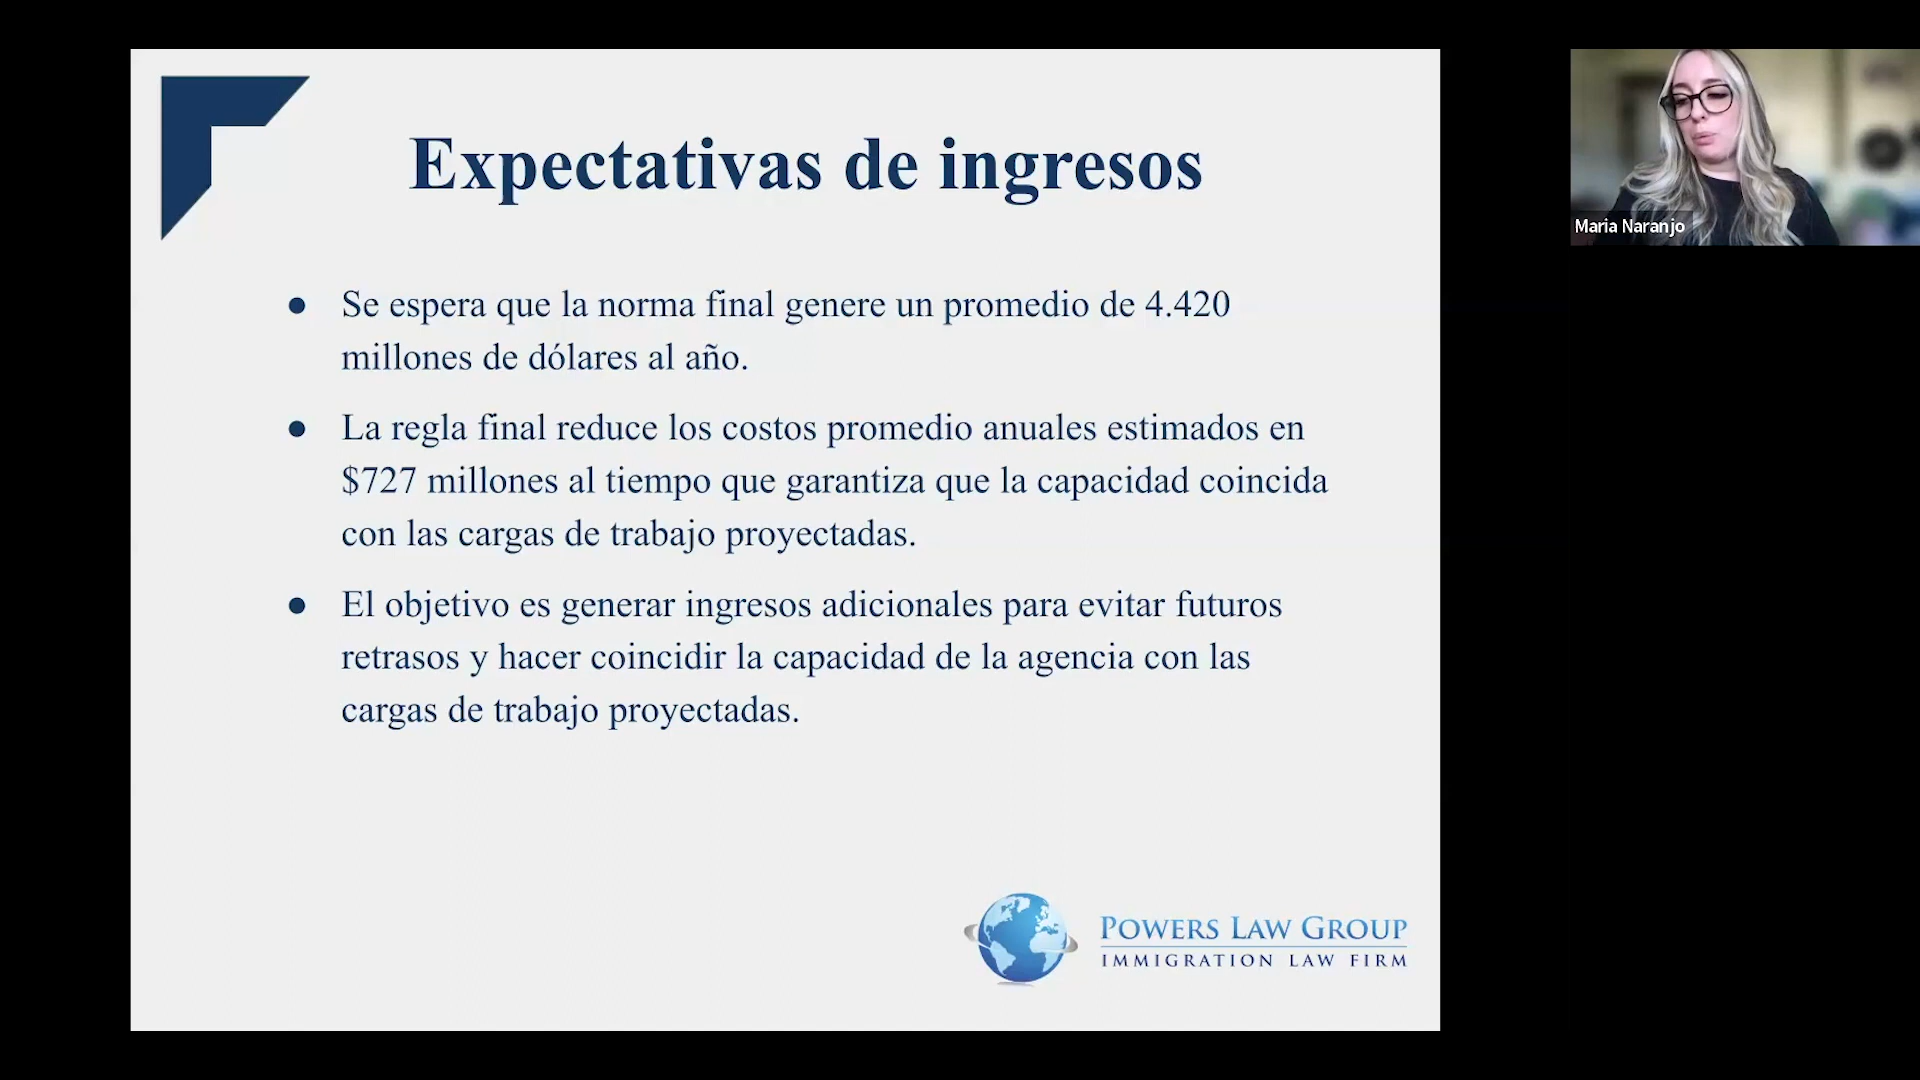 Expectativas de ingresos
● Se espera que la norma final genere un promedio de 4.420
millones de dólares al año.
● La regla final reduce los costos promedio anuales estimados en
$727 millones al tiempo que garantiza que la capacidad coincida
con las cargas de trabajo proyectadas.
● El objetivo es generar ingresos adicionales para evitar futuros
retrasos y hacer coincidir la capacidad de la agencia con las
cargas de trabajo proyectadas.
POWERS LAW GROUP
IMMIGRATION LAW FIRM
Maria Naranjo